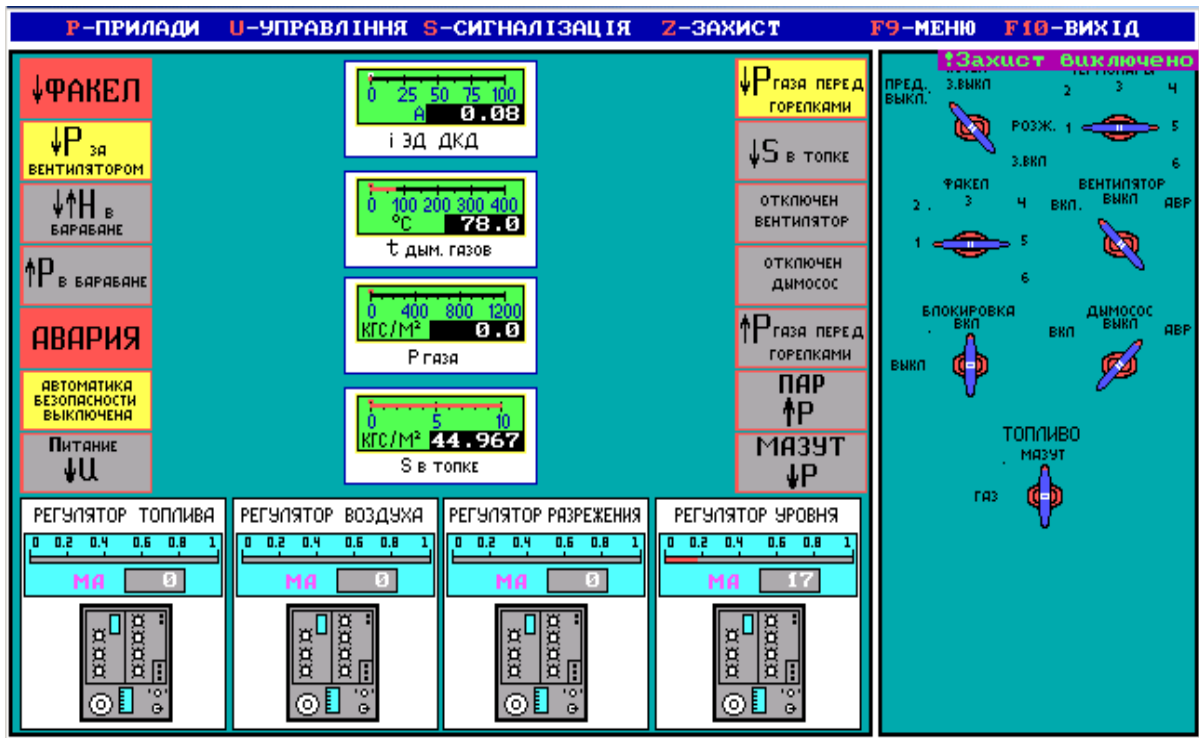 P-ПРИЛАДИ U-УПРАВЛІННЯ S-СИГНАЛІЗАЦІЯ Z-ЗАХИСТ F9-МЕНЮ F10-ВИХІД
!Захист виключено
↓ФАКЕЛ
↓P ЗА
ВЕНТИЛЯТОРОМ
↓↑H В
БАРАБАНЕ
↑P В БАРАБАНЕ
АВАРИЯ
АВТОМАТИКА
БЕЗОПАСНОСТИ
ВЫКЛЮЧЕНА
ПИТАНИЕ
↓U
0 25 50 75 100
A 0.08
i ЭД ДКД
0 100 200 300 400
°C 78.0
t ДЫМ. ГАЗОВ
0 400 800 1200
КГС/М² 0.0
P ГАЗА
0 5 10
КГС/М² 44.967
S В ТОПКЕ
↓P ГАЗА ПЕРЕД
ГОРЕЛКАМИ
↓S В ТОПКЕ
ОТКЛЮЧЕН
ВЕНТИЛЯТОР
ОТКЛЮЧЕН
ДЫМОСОС
↑P ГАЗА ПЕРЕД
ГОРЕЛКАМИ
ПАР
↑P
МАЗУТ
↓P
РЕГУЛЯТОР ТОПЛИВА
0 0.2 0.4 0.6 0.8 1
МА 0
РЕГУЛЯТОР ВОЗДУХА
0 0.2 0.4 0.6 0.8 1
МА 0
РЕГУЛЯТОР РАЗРЕЖЕНИЯ
0 0.2 0.4 0.6 0.8 1
МА 0
РЕГУЛЯТОР УРОВНЯ
0 0.2 0.4 0.6 0.8 1
МА 17
ПРЕД. З.ВЫКЛ
ВЫКЛ.
РОЗЖ.
З.ВКЛ
2 3 4
1 5
6
ФАКЕЛ
2 . 3 4
1 5
6
ВЕНТИЛЯТОР
ВКЛ. ВЫКЛ АВР
БЛОКИРОВКА
ВКЛ
ВЫКЛ
ДЫМОСОС
ВКЛ ВЫКЛ АВР
ТОПЛИВО
МАЗУТ
ГАЗ